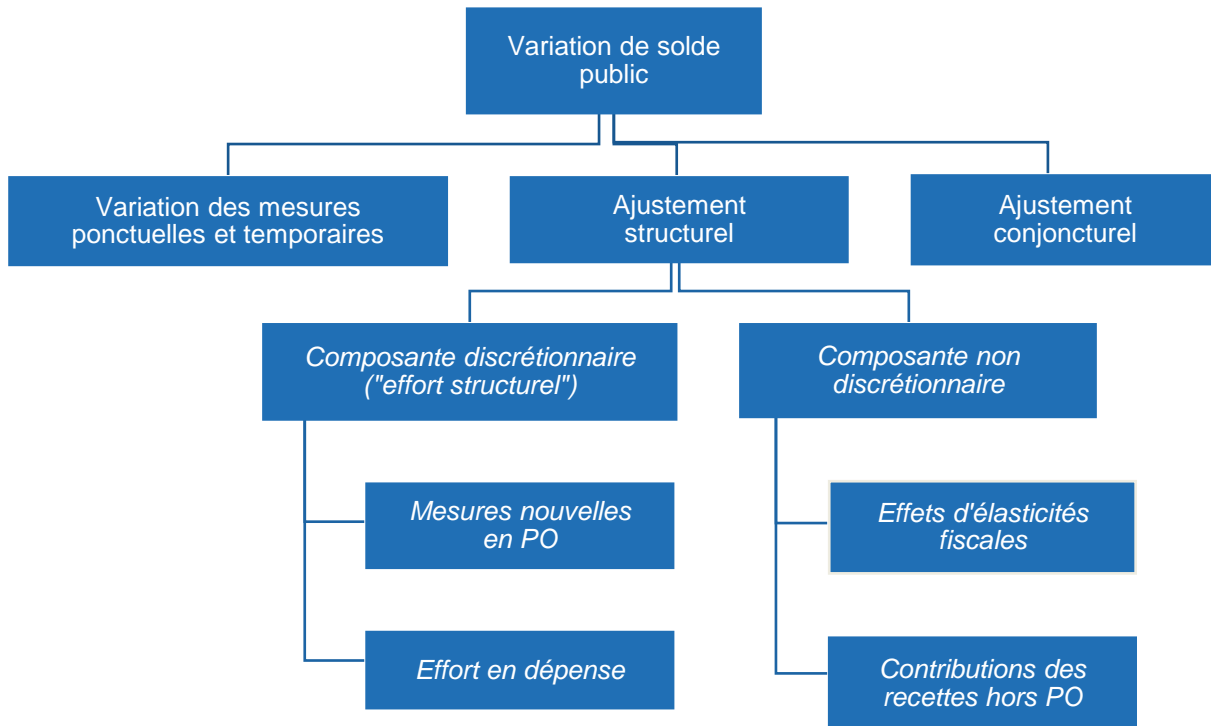 Variation de solde
public
Variation des mesures
ponctuelles et temporaires
Ajustement
structurel
Ajustement
conjoncturel
Composante discrétionnaire
("effort structurel")
Composante non
discrétionnaire
Mesures nouvelles
en PO
Effets d'élasticités
fiscales
Effort en dépense
Contributions des
recettes hors PO